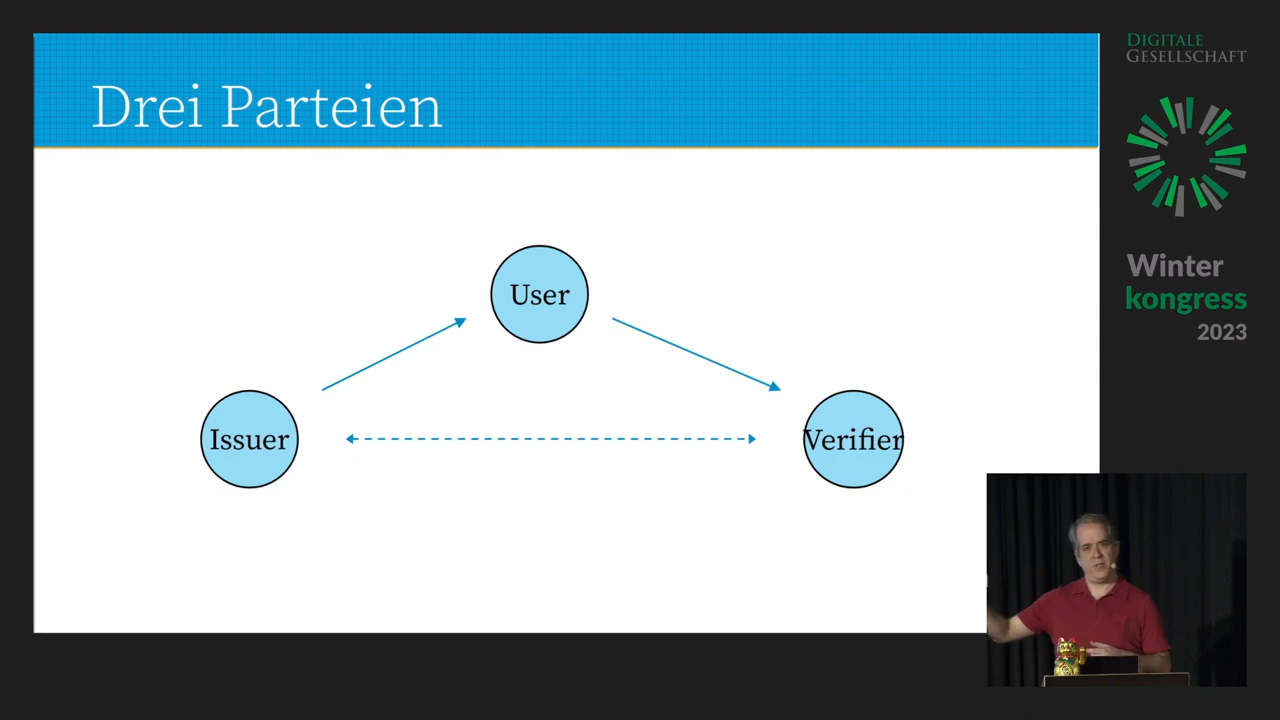 Drei Parteien
User
Issuer
Verifier
DIGITALE
GESELLSCHAFT
Winter
kongress
2023